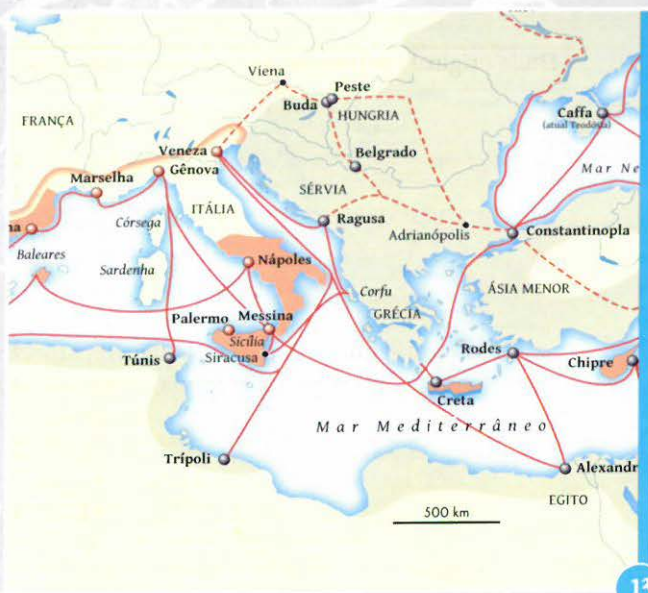 Viena
Peste
Buda
HUNGRIA
Caffa
(atual Teodósia)
FRANÇA
Veneza
Gênova
Belgrado
Marselha
Mar Ne
SÉRVIA
ITÁLIA
Córsega
Ragusa
na
Adrianópolis
Constantinopla
Baleares
Sardenha
Nápoles
Corfu
ÁSIA MENOR
GRÉCIA
Palermo
Messina
Sicília
Siracusa
Túnis
Rodes
Chipre
Creta
Mar Mediterrâneo
Trípoli
Alexandr
EGITO
500 km